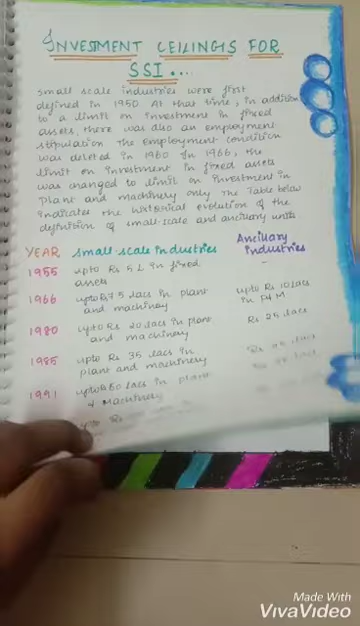 INVESTMENT CEILINGS FOR
SSI...
Small scale industries were first
defined in 1950 At that time, in addition
to a limit on investment in fixed
assets, there was also an employment
stipulation The employment condition
was deleted in 1960 In 1966, the
limit on investment in fixed assets
was changed to limit on investment in
plant and machinery only The Table below
indicates the historical evolution of the
definition of small-scale and ancillary units
YEAR small-scale industries Ancillary industries
1955 upto Rs 5 L in fixed assets -
1966 upto Rs 7.5 lacs in plant and machinery upto Rs 10 lacs in P&M
1980 upto Rs 20 lacs in plant and machinery Rs 25 lacs
1985 upto Rs 35 lacs in plant and machinery
1991 upto Rs 60 lacs in plant & Machinery
upto Rs
Made With
VivaVideo